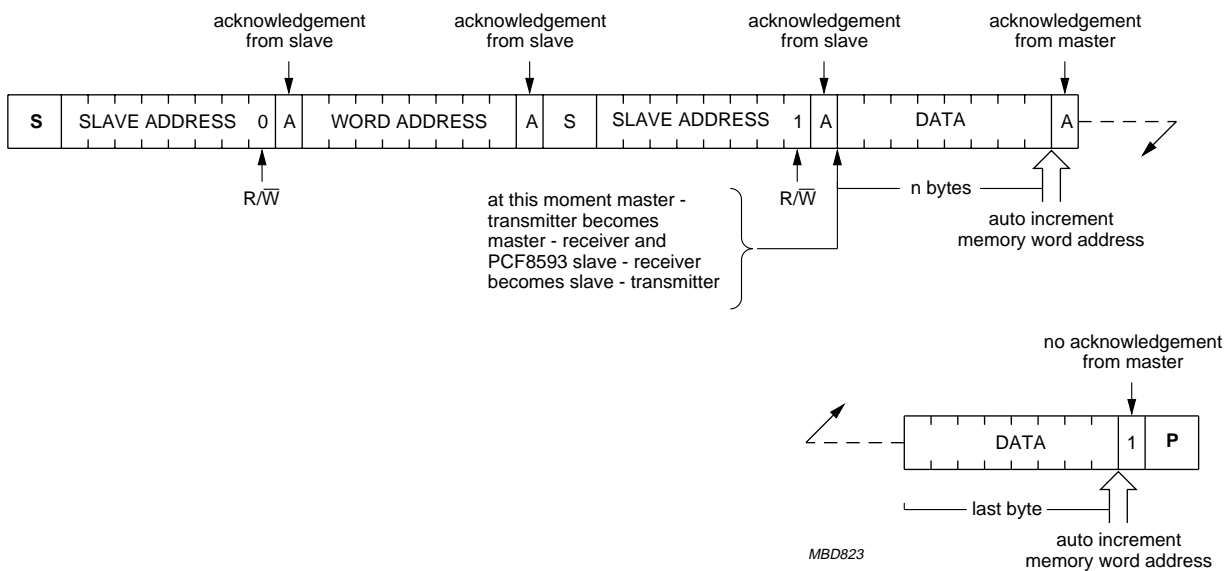 acknowledgement
from slave
acknowledgement
from slave
acknowledgement
from slave
acknowledgement
from master
S SLAVE ADDRESS 0 A WORD ADDRESS A S SLAVE ADDRESS 1 A DATA A
R/W̅
R/W̅
at this moment master -
transmitter becomes
master - receiver and
PCF8593 slave - receiver
becomes slave - transmitter
n bytes
auto increment
memory word address
no acknowledgement
from master
DATA 1 P
last byte
auto increment
memory word address
MBD823